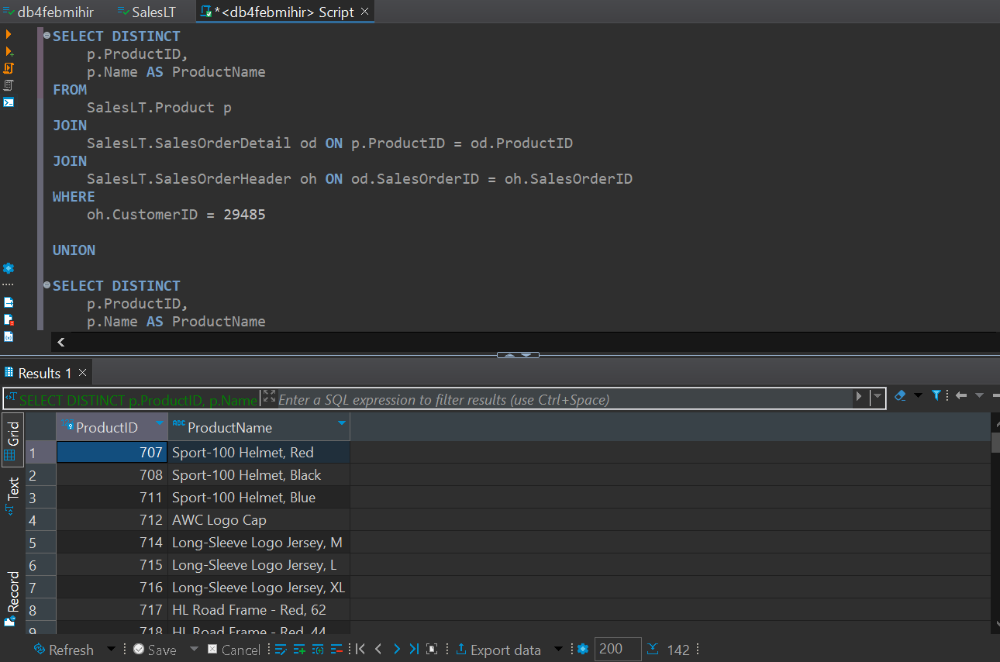 db4febmihir SalesLT *<db4febmihir> Script
SELECT DISTINCT
p.ProductID,
p.Name AS ProductName
FROM
SalesLT.Product p
JOIN
SalesLT.SalesOrderDetail od ON p.ProductID = od.ProductID
JOIN
SalesLT.SalesOrderHeader oh ON od.SalesOrderID = oh.SalesOrderID
WHERE
oh.CustomerID = 29485
UNION
SELECT DISTINCT
p.ProductID,
p.Name AS ProductName
Results 1
SELECT DISTINCT p.ProductID, p.Name Enter a SQL expression to filter results (use Ctrl+Space)
Grid
Text
Record
123 ProductID ABC ProductName
1 707 Sport-100 Helmet, Red
2 708 Sport-100 Helmet, Black
3 711 Sport-100 Helmet, Blue
4 712 AWC Logo Cap
5 714 Long-Sleeve Logo Jersey, M
6 715 Long-Sleeve Logo Jersey, L
7 716 Long-Sleeve Logo Jersey, XL
8 717 HL Road Frame - Red, 62
9 718 HL Road Frame - Red, 44
Refresh Save Cancel Export data 200 142